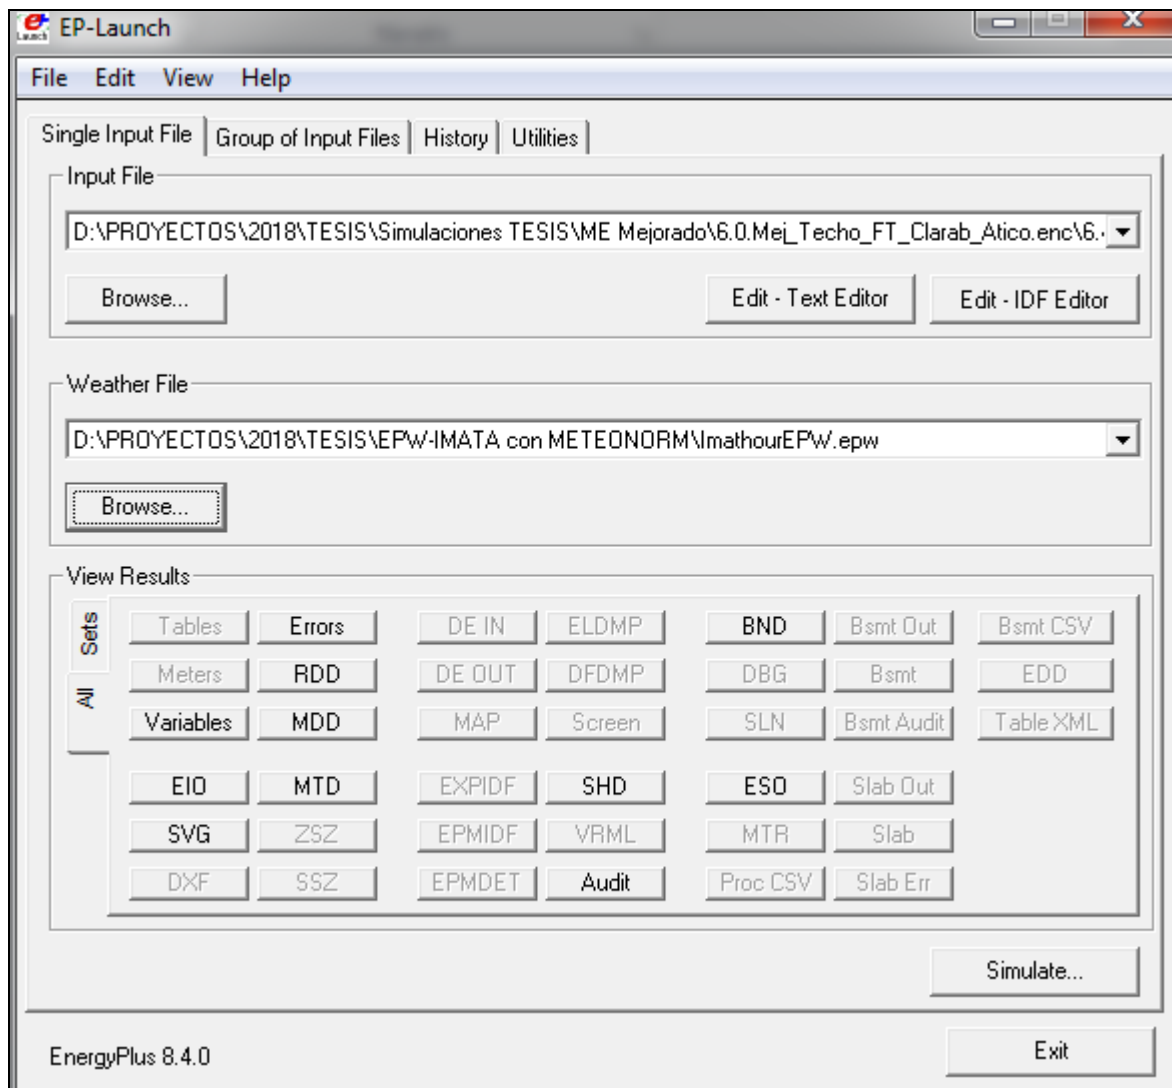 EP-Launch
File Edit View Help
Single Input File Group of Input Files History Utilities
Input File
D:\PROYECTOS\2018\TESIS\Simulaciones TESIS\ME Mejorado\6.0.Mej_Techo_FT_Clarab_Atico.enc\6.
Browse... Edit - Text Editor Edit - IDF Editor
Weather File
D:\PROYECTOS\2018\TESIS\EPW-IMATA con METEONORM\ImathourEPW.epw
Browse...
View Results
Sets
All
Tables Errors DE IN ELDMP BND Bsmt Out Bsmt CSV
Meters RDD DE OUT DFDMP DBG Bsmt EDD
Variables MDD MAP Screen SLN Bsmt Audit Table XML
EIO MTD EXPIDF SHD ESO Slab Out
SVG ZSZ EPMIDF VRML MTR Slab
DXF SSZ EPMDET Audit Proc CSV Slab Err
Simulate...
EnergyPlus 8.4.0 Exit